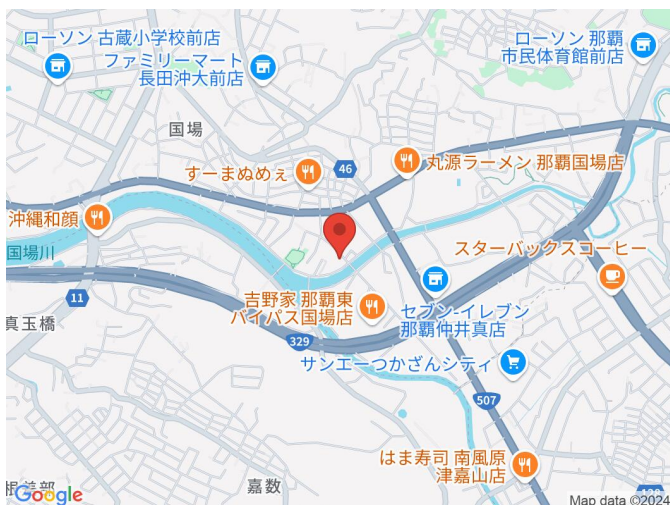 ローソン 古蔵小学校前店
ファミリーマート
長田沖大前店
ローソン 那覇
市民体育館前店
国場
すーまぬめぇ
46
丸源ラーメン 那覇国場店
沖縄和顔
国場川
スターバックスコーヒー
11
吉野家 那覇東
バイパス国場店
セブン-イレブン
那覇仲井真店
真玉橋
329
サンエーつかざんシティ
507
はま寿司 南風原
津嘉山店
根差部
嘉数
Google
Map data ©2024